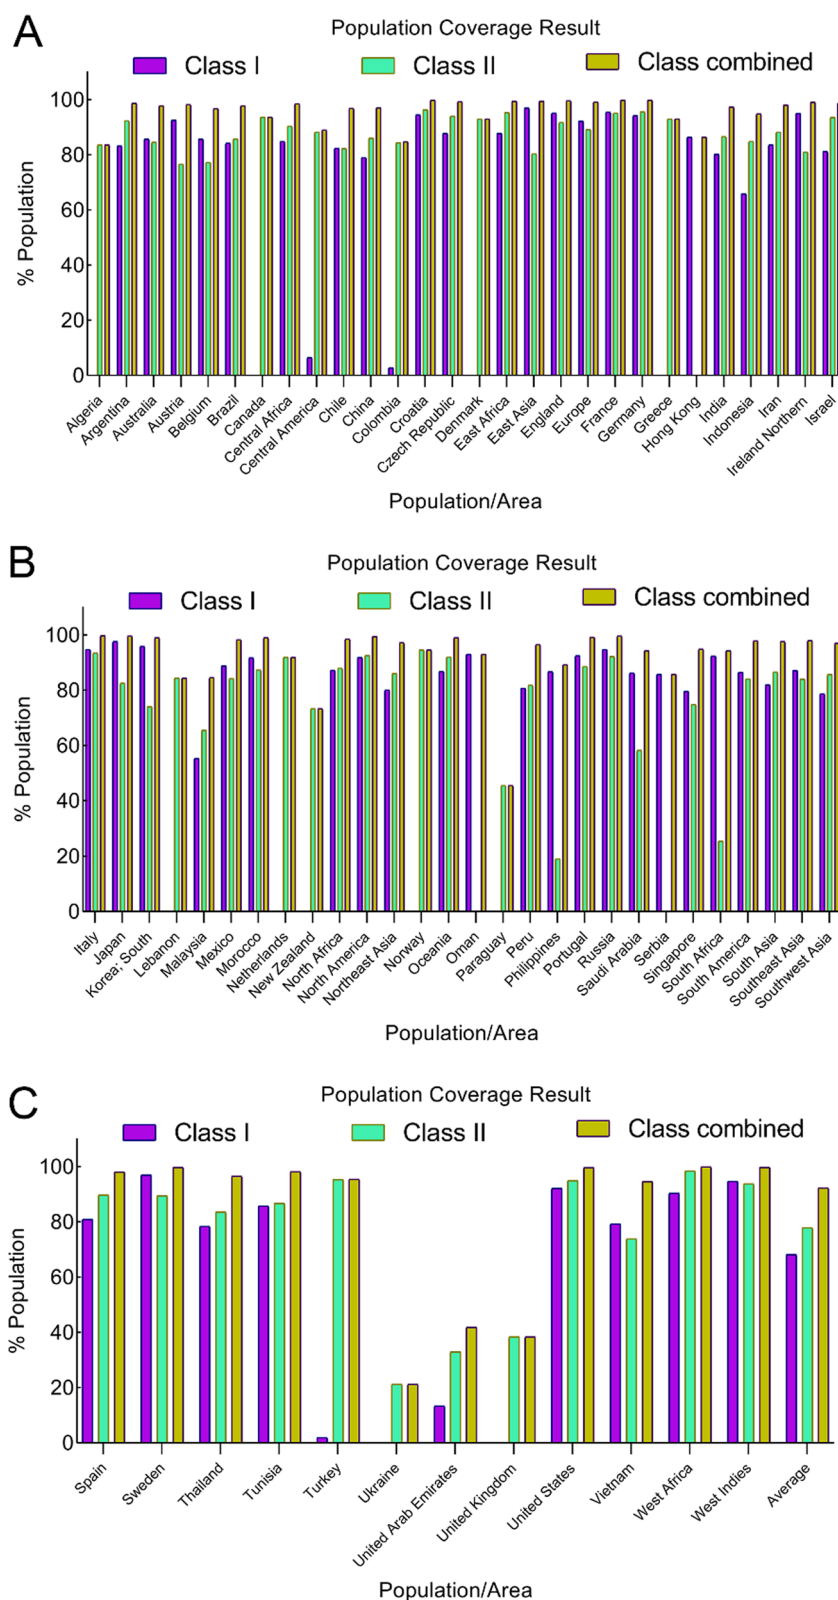 A
Population Coverage Result
Class I
Class II
Class combined
100
80
60
40
20
0
% Population
Algeria
Argentina
Australia
Austria
Belgium
Brazil
Canada
Central Africa
Central America
Chile
China
Colombia
Croatia
Czech Republic
Denmark
East Africa
East Asia
England
Europe
France
Germany
Greece
Hong Kong
India
Indonesia
Iran
Ireland Northern
Israel
Population/Area
B
Population Coverage Result
Class I
Class II
Class combined
100
80
60
40
20
0
% Population
Italy
Japan
Korea; South
Lebanon
Malaysia
Mexico
Morocco
Netherlands
New Zealand
North Africa
North America
Northeast Asia
Norway
Oceania
Oman
Paraguay
Peru
Philippines
Portugal
Russia
Saudi Arabia
Serbia
Singapore
South Africa
South America
South Asia
Southeast Asia
Southwest Asia
Population/Area
C
Population Coverage Result
Class I
Class II
Class combined
100
80
60
40
20
0
% Population
Spain
Sweden
Thailand
Tunisia
Turkey
Ukraine
United Arab Emirates
United Kingdom
United States
Vietnam
West Africa
West Indies
Average
Population/Area